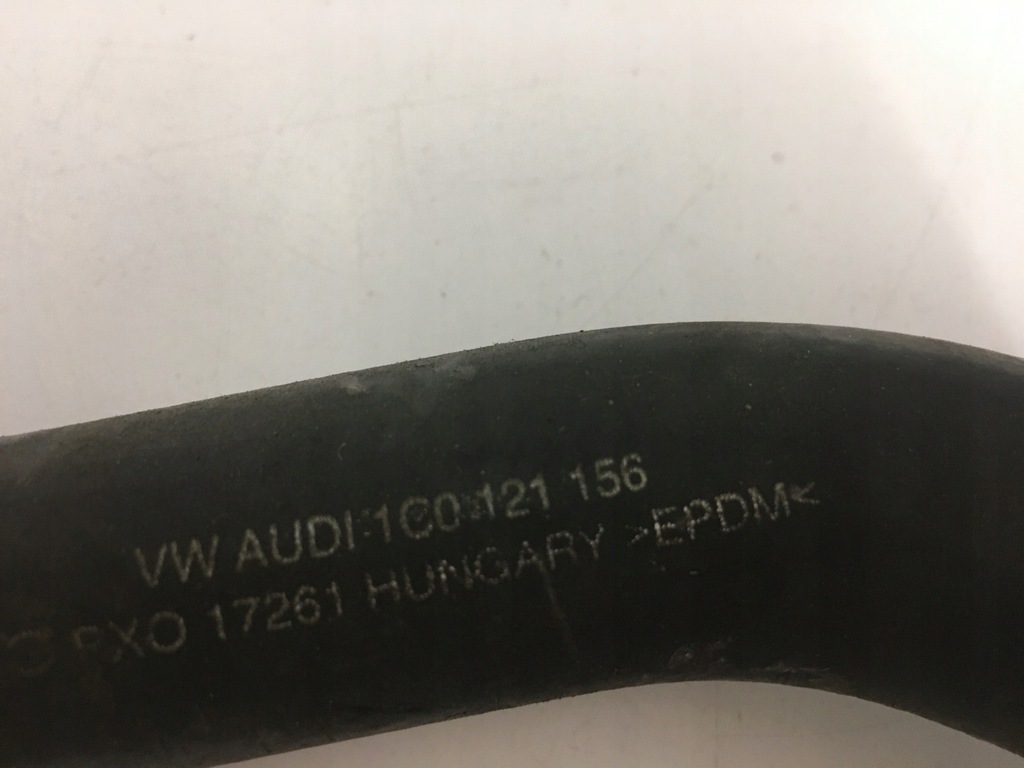 VW AUDI 1C0 121 156
17261 HUNGARY >EPDM<